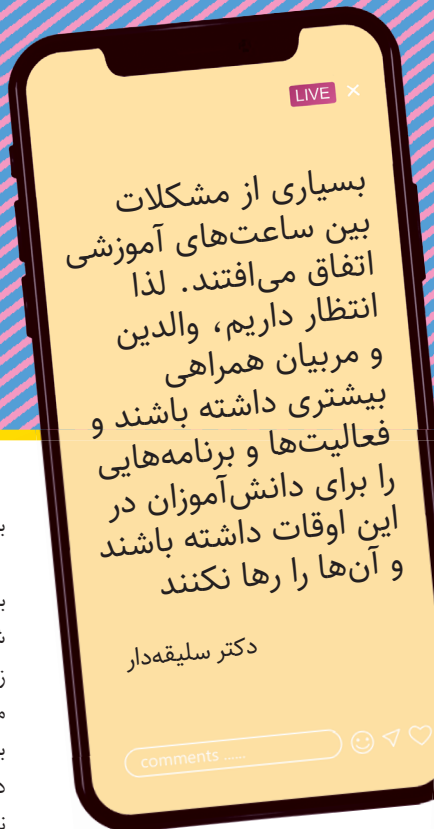 LIVE ×
بسیاری از مشکلات
بین ساعت‌های آموزشی
اتفاق می‌افتند. لذا
انتظار داریم، والدین
و مربیان همراهی
بیشتری داشته باشند و
فعالیت‌ها و برنامه‌هایی
را برای دانش‌آموزان در
این اوقات داشته باشند
و آن‌ها را رها نکنند
دکتر سلیقه‌دار
comments ......